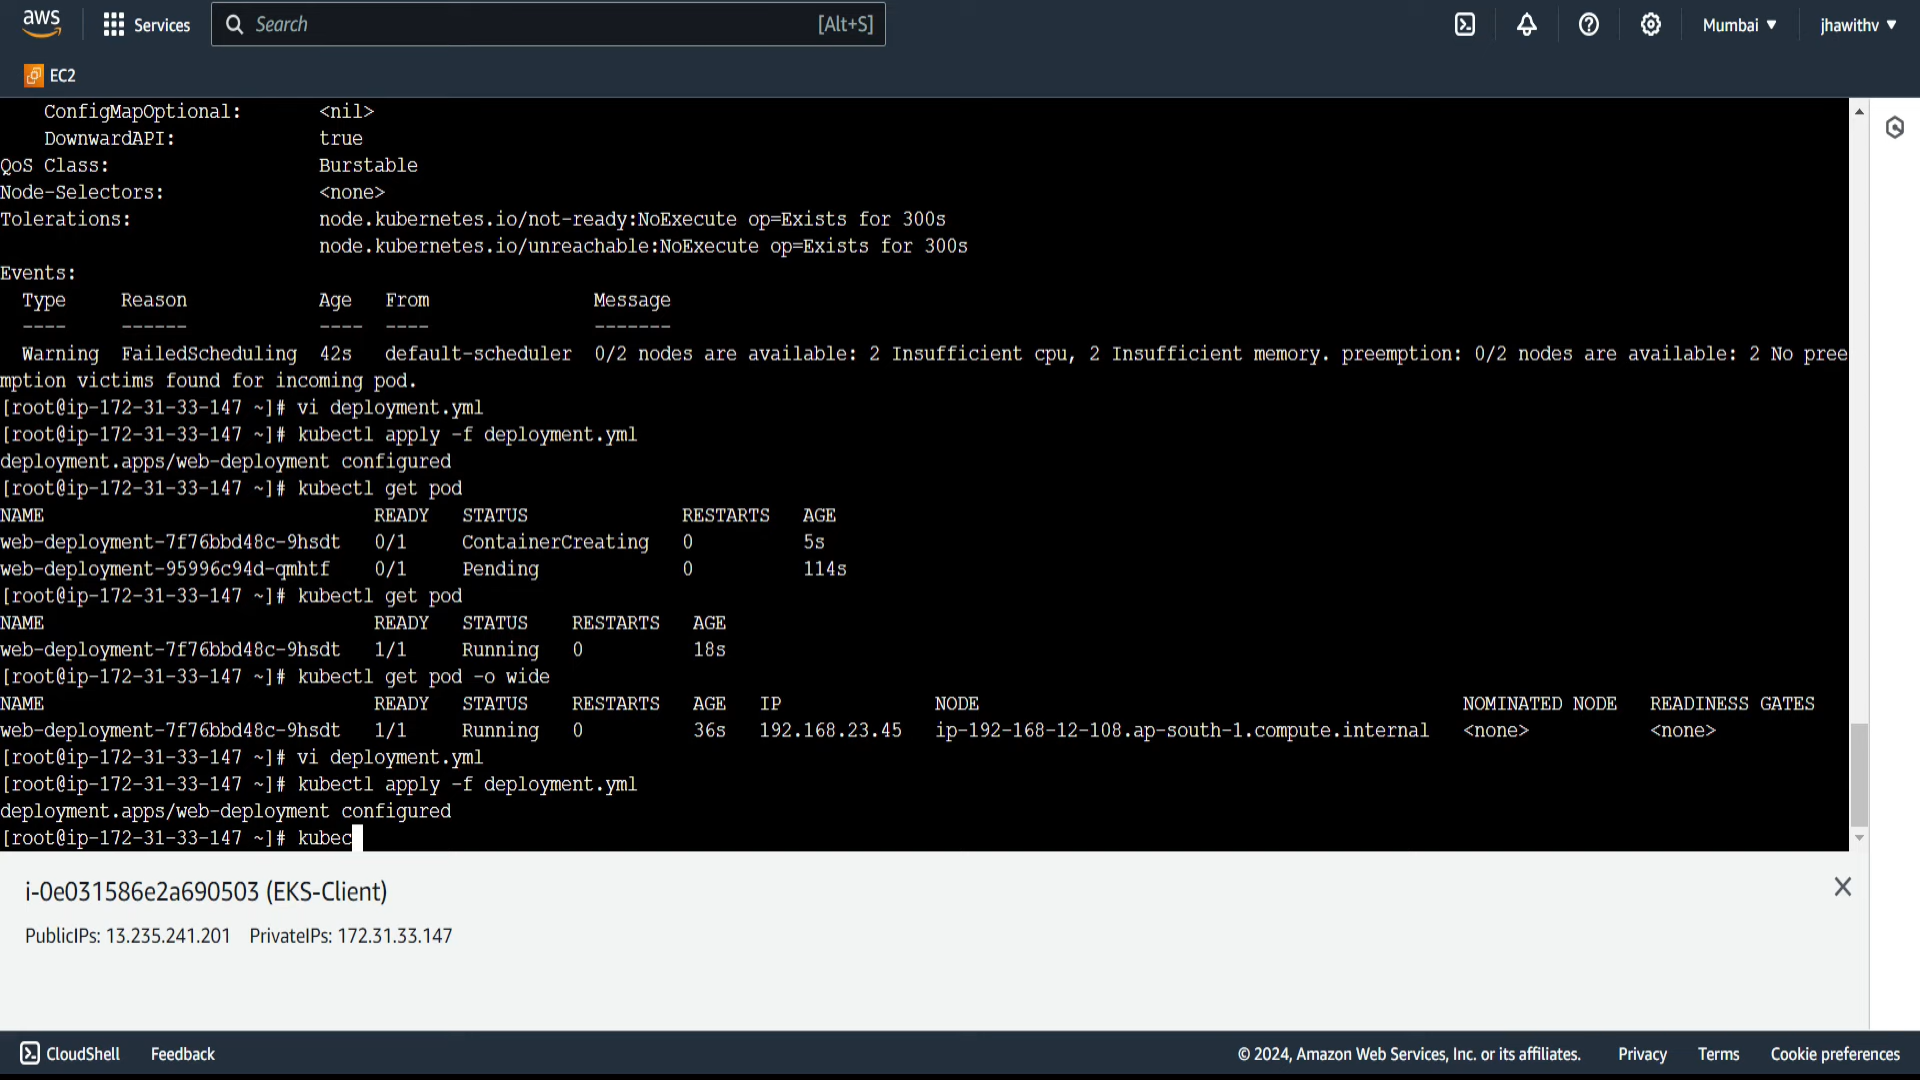 aws Services Search [Alt+S] Mumbai ▼ jhawithv ▼
EC2
ConfigMapOptional: <nil>
DownwardAPI: true
QoS Class: Burstable
Node-Selectors: <none>
Tolerations: node.kubernetes.io/not-ready:NoExecute op=Exists for 300s
node.kubernetes.io/unreachable:NoExecute op=Exists for 300s
Events:
Type Reason Age From Message
---- ------ ---- ---- -------
Warning FailedScheduling 42s default-scheduler 0/2 nodes are available: 2 Insufficient cpu, 2 Insufficient memory. preemption: 0/2 nodes are available: 2 No pree
mption victims found for incoming pod.
[root@ip-172-31-33-147 ~]# vi deployment.yml
[root@ip-172-31-33-147 ~]# kubectl apply -f deployment.yml
deployment.apps/web-deployment configured
[root@ip-172-31-33-147 ~]# kubectl get pod
NAME READY STATUS RESTARTS AGE
web-deployment-7f76bbd48c-9hsdt 0/1 ContainerCreating 0 5s
web-deployment-95996c94d-qmhtf 0/1 Pending 0 114s
[root@ip-172-31-33-147 ~]# kubectl get pod
NAME READY STATUS RESTARTS AGE
web-deployment-7f76bbd48c-9hsdt 1/1 Running 0 18s
[root@ip-172-31-33-147 ~]# kubectl get pod -o wide
NAME READY STATUS RESTARTS AGE IP NODE NOMINATED NODE READINESS GATES
web-deployment-7f76bbd48c-9hsdt 1/1 Running 0 36s 192.168.23.45 ip-192-168-12-108.ap-south-1.compute.internal <none> <none>
[root@ip-172-31-33-147 ~]# vi deployment.yml
[root@ip-172-31-33-147 ~]# kubectl apply -f deployment.yml
deployment.apps/web-deployment configured
[root@ip-172-31-33-147 ~]# kubec
i-0e031586e2a690503 (EKS-Client)
PublicIPs: 13.235.241.201 PrivateIPs: 172.31.33.147
CloudShell Feedback © 2024, Amazon Web Services, Inc. or its affiliates. Privacy Terms Cookie preferences